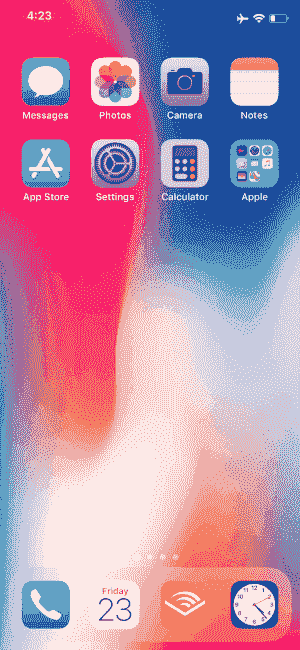 4:23
Messages Photos Camera Notes
App Store Settings Calculator Apple
Friday
23